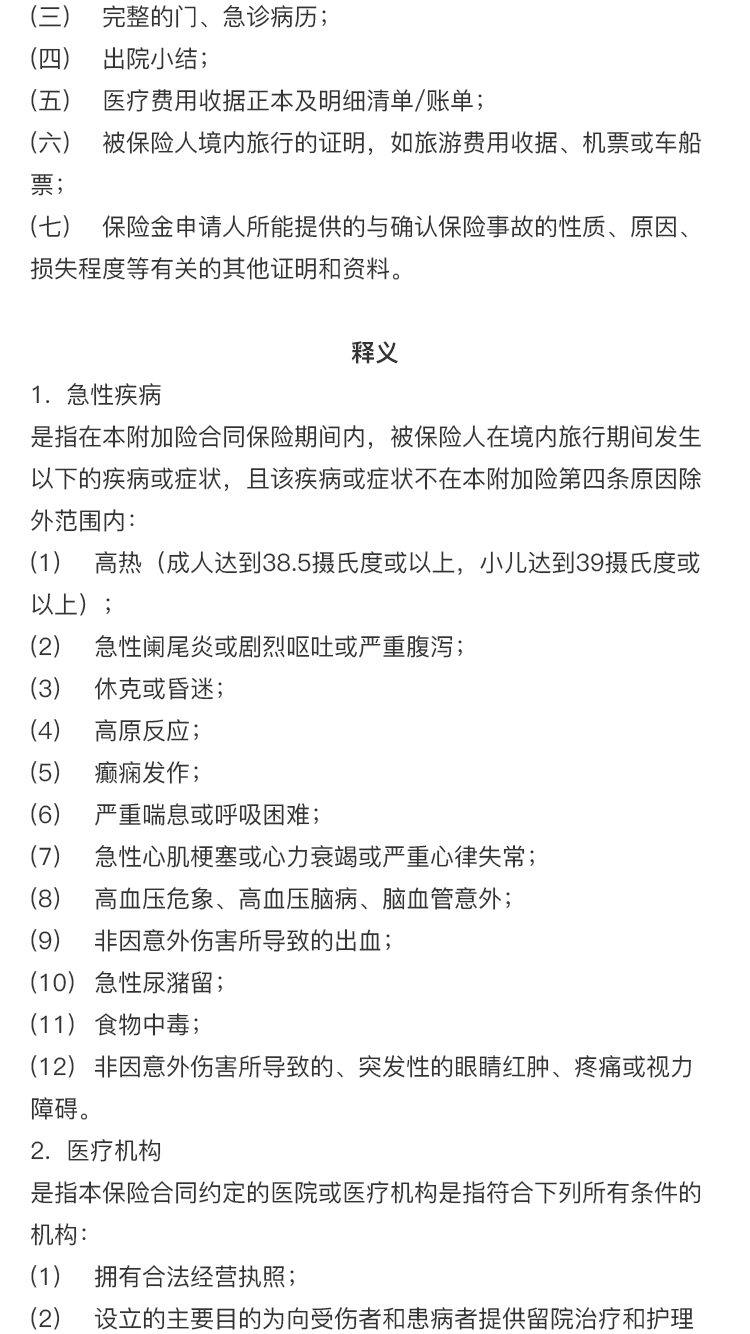 (三) 完整的门、急诊病历；
(四) 出院小结；
(五) 医疗费用收据正本及明细清单/账单；
(六) 被保险人境内旅行的证明，如旅游费用收据、机票或车船
票；
(七) 保险金申请人所能提供的与确认保险事故的性质、原因、
损失程度等有关的其他证明和资料。
释义
1. 急性疾病
是指在本附加险合同保险期间内，被保险人在境内旅行期间发生
以下的疾病或症状，且该疾病或症状不在本附加险第四条原因除
外范围内：
(1) 高热（成人达到38.5摄氏度或以上，小儿达到39摄氏度或
以上）；
(2) 急性阑尾炎或剧烈呕吐或严重腹泻；
(3) 休克或昏迷；
(4) 高原反应；
(5) 癫痫发作；
(6) 严重喘息或呼吸困难；
(7) 急性心肌梗塞或心力衰竭或严重心律失常；
(8) 高血压危象、高血压脑病、脑血管意外；
(9) 非因意外伤害所导致的出血；
(10) 急性尿潴留；
(11) 食物中毒；
(12) 非因意外伤害所导致的、突发性的眼睛红肿、疼痛或视力
障碍。
2. 医疗机构
是指本保险合同约定的医院或医疗机构是指符合下列所有条件的
机构：
(1) 拥有合法经营执照；
(2) 设立的主要目的为向受伤者和患病者提供留院治疗和护理